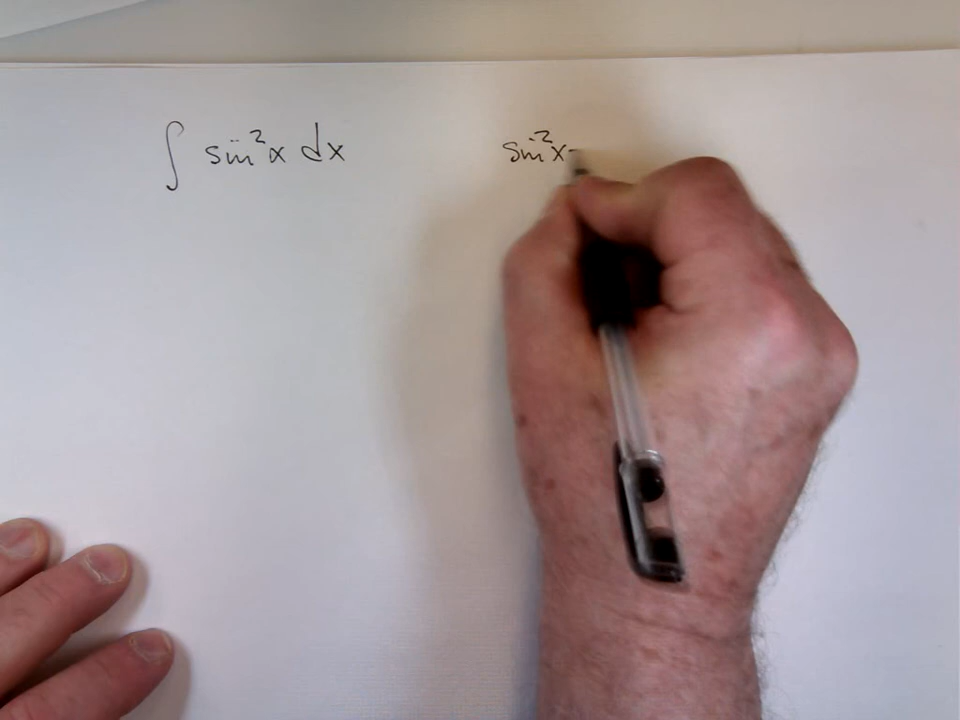 ∫ sin²x dx sin²x =